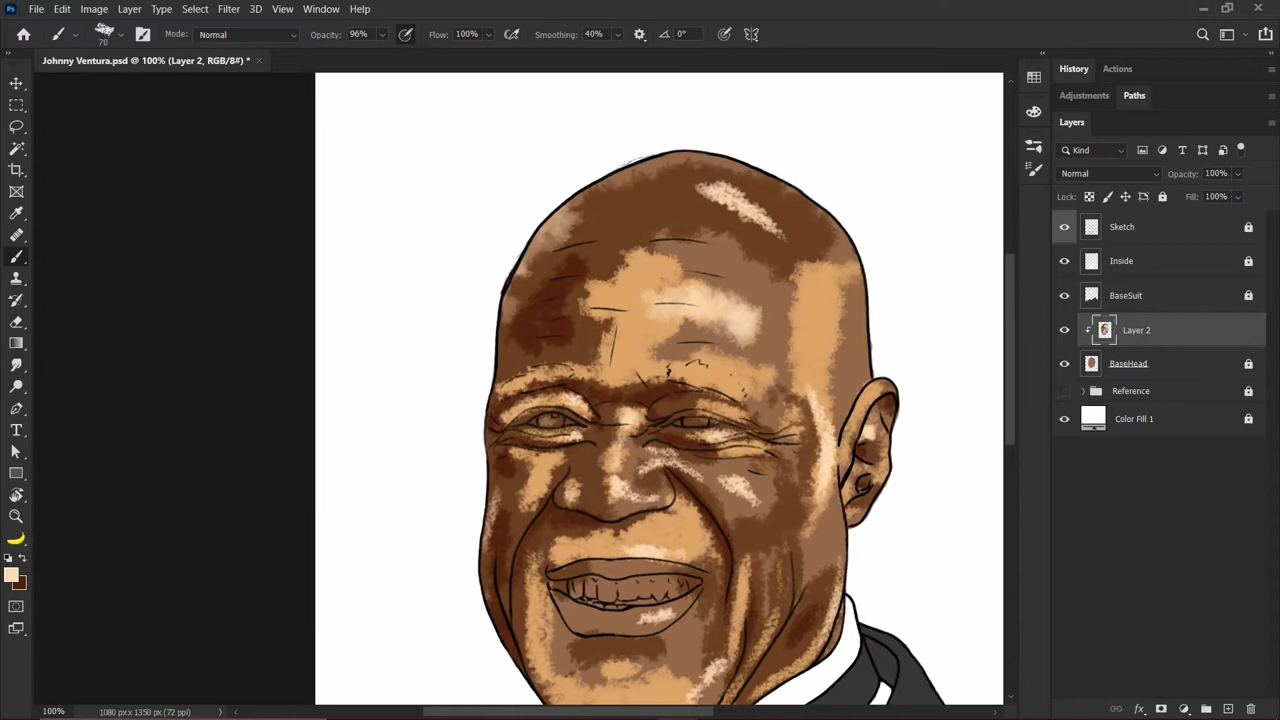 Ps File Edit Image Layer Type Select Filter 3D View Window Help
70 Mode: Normal Opacity: 96% Flow: 100% Smoothing: 40% 0°
Johnny Ventura.psd @ 100% (Layer 2, RGB/8#) *
History Actions
Adjustments Paths
Layers
Kind
Normal Opacity: 100%
Lock: Fill: 100%
Sketch
Inside
BaseSuit
Layer 2
BaseHead
Reference
Color Fill 1
100% 1080 px x 1350 px (72 ppi)
fx